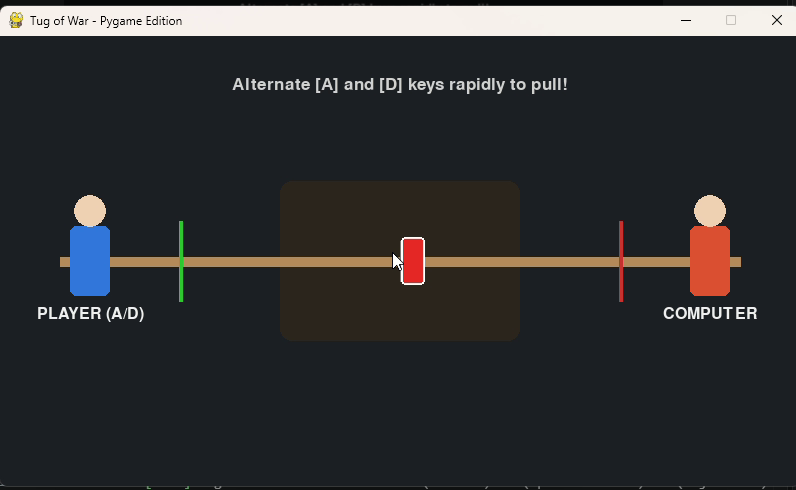 Tug of War - Pygame Edition
Alternate [A] and [D] keys rapidly to pull!
PLAYER (A/D)
COMPUTER